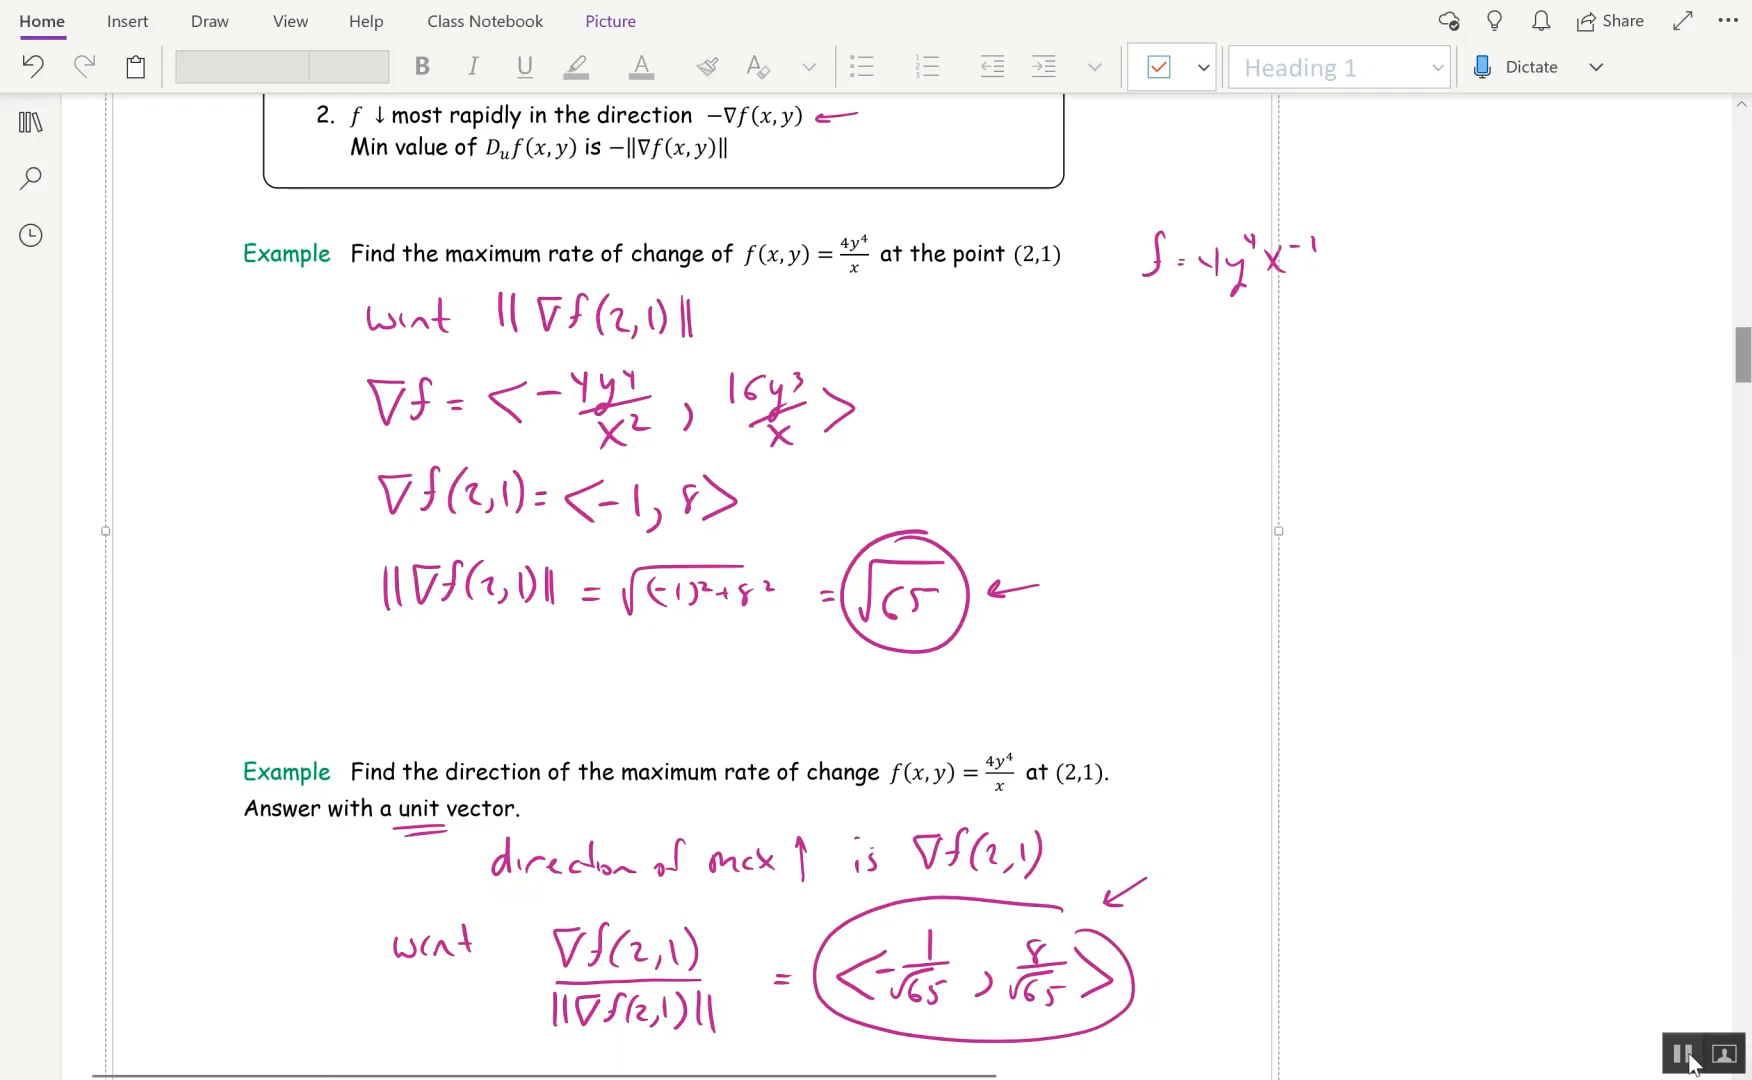 Home Insert Draw View Help Class Notebook Picture Share
B I U A A Heading 1 Dictate
2. f ↓ most rapidly in the direction −∇f(x, y)
Min value of Dᵤf(x, y) is −‖∇f(x, y)‖
Example Find the maximum rate of change of f(x, y) = 4y⁴/x at the point (2,1)
f = 4y⁴x⁻¹
want ‖∇f(2,1)‖
∇f = <−4y⁴/x², 16y³/x>
∇f(2,1) = <−1, 8>
‖∇f(2,1)‖ = √(−1)²+8² = √65
Example Find the direction of the maximum rate of change f(x, y) = 4y⁴/x at (2,1).
Answer with a unit vector.
direction of max ↑ is ∇f(2,1)
want ∇f(2,1)/‖∇f(2,1)‖ = <−1/√65, 8/√65>